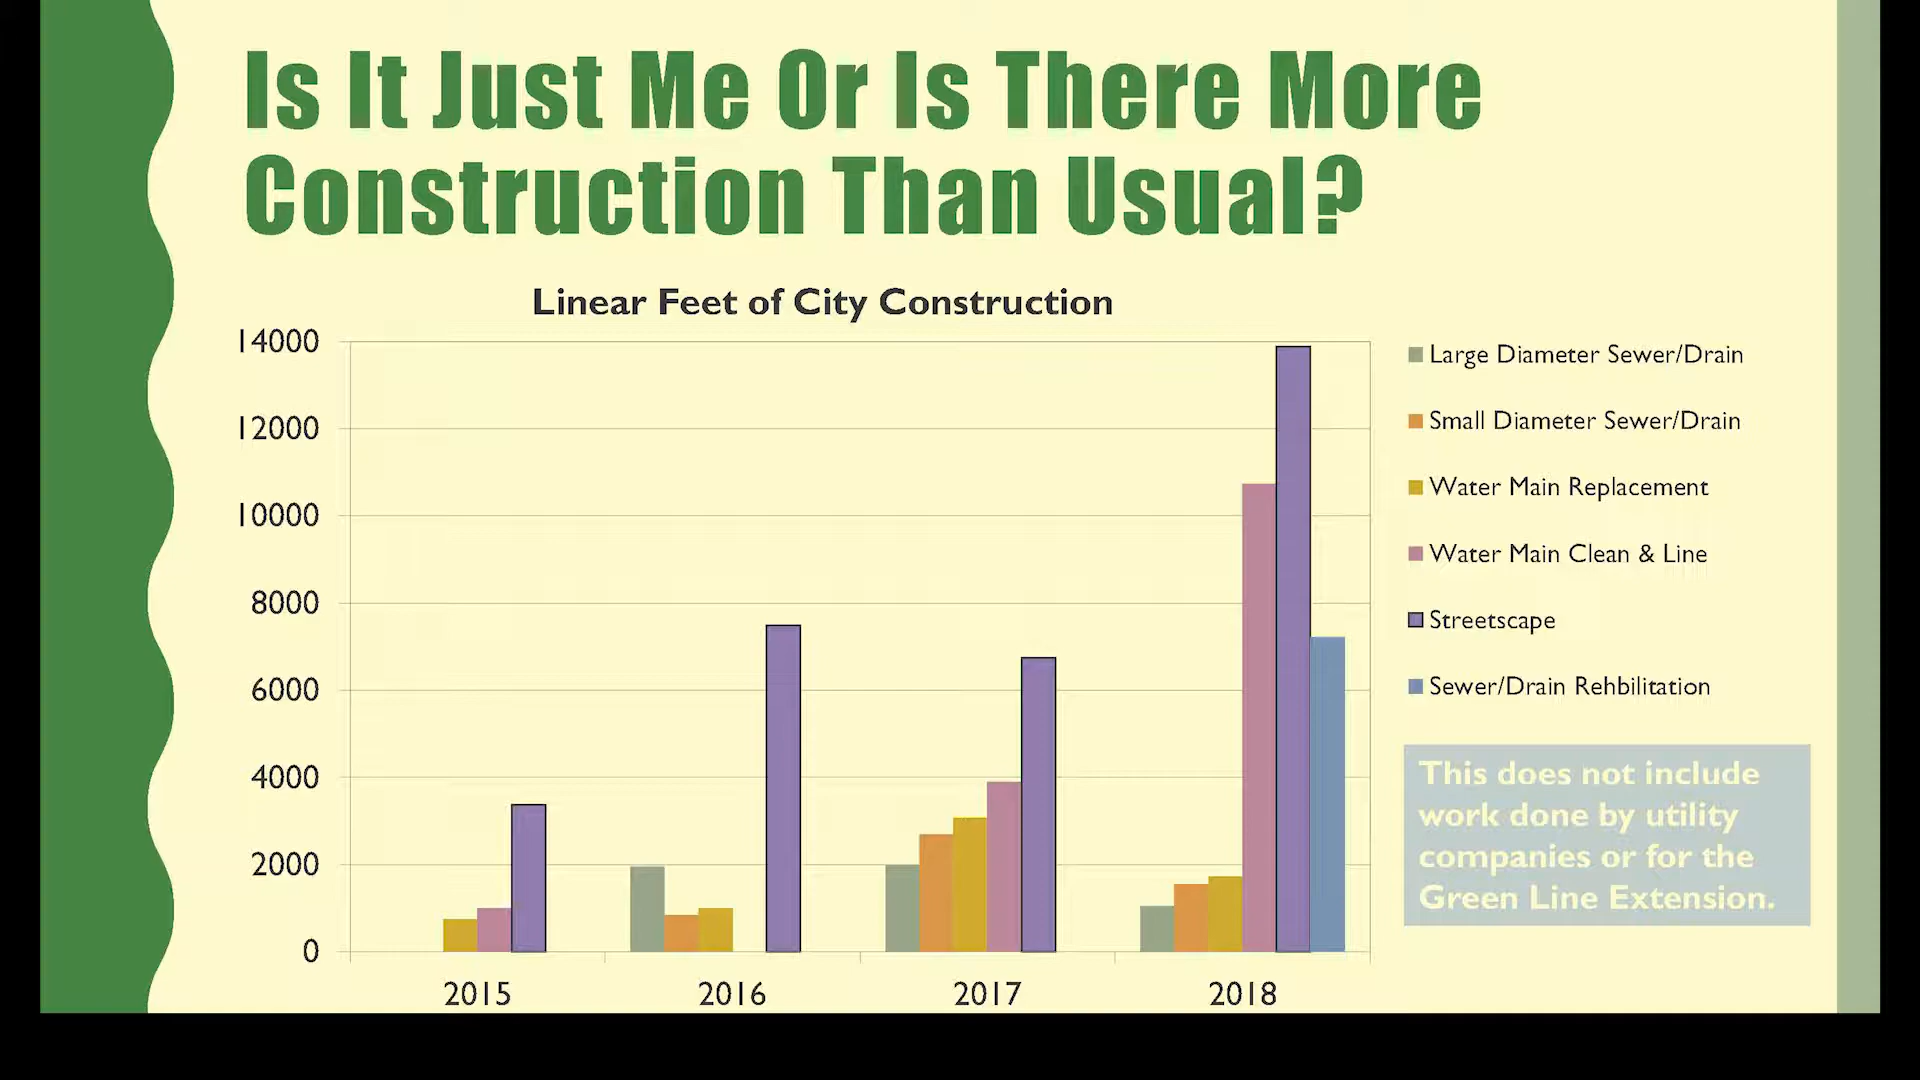 Is It Just Me Or Is There More
Construction Than Usual?
Linear Feet of City Construction
14000
12000
10000
8000
6000
4000
2000
0
2015 2016 2017 2018
Large Diameter Sewer/Drain
Small Diameter Sewer/Drain
Water Main Replacement
Water Main Clean & Line
Streetscape
Sewer/Drain Rehbilitation
This does not include
work done by utility
companies or for the
Green Line Extension.